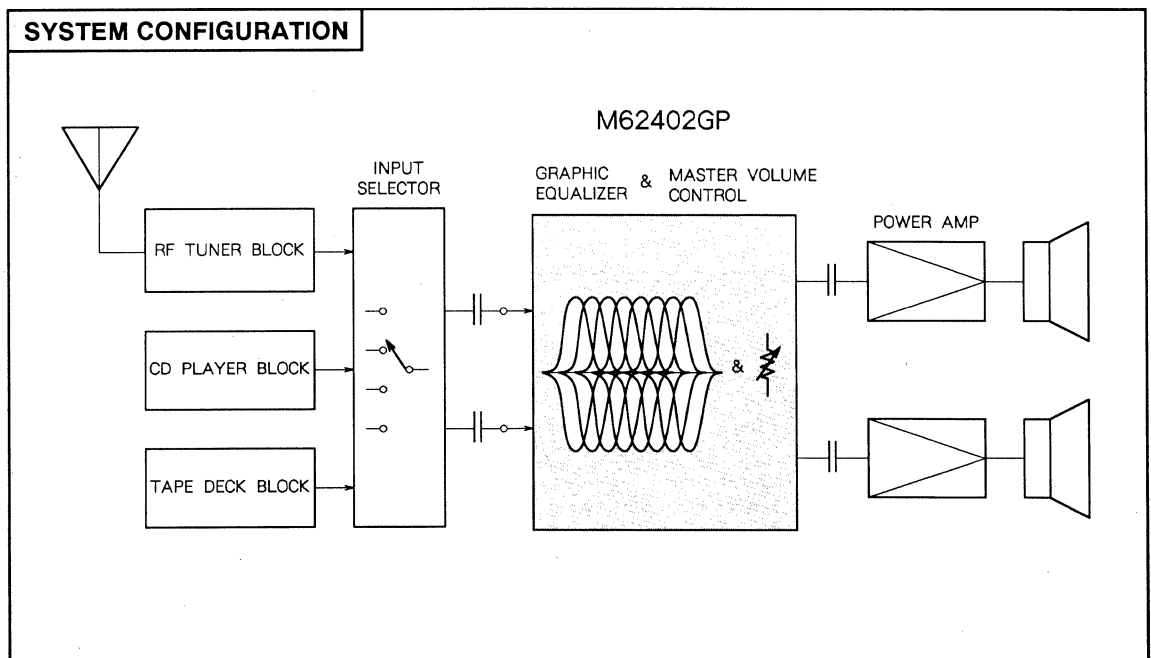 SYSTEM CONFIGURATION
M62402GP
INPUT
SELECTOR
GRAPHIC
EQUALIZER
&
MASTER VOLUME
CONTROL
POWER AMP
RF TUNER BLOCK
CD PLAYER BLOCK
&
TAPE DECK BLOCK